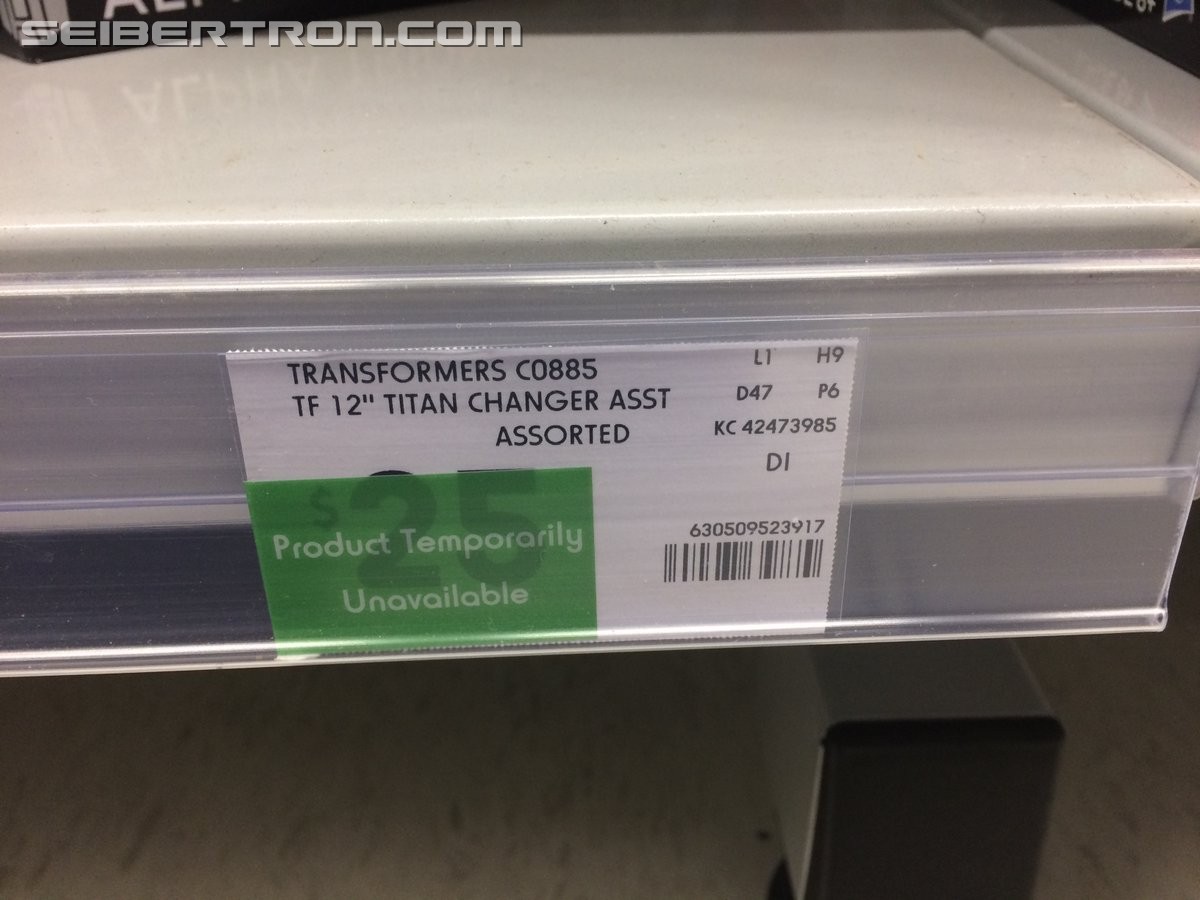 SEIBERTRON.com
ALPHA
TRANSFORMERS C0885
TF 12" TITAN CHANGER ASST
ASSORTED
L1 H9
D47 P6
KC 42473985
DI
$25
Product Temporarily
Unavailable
630509523917